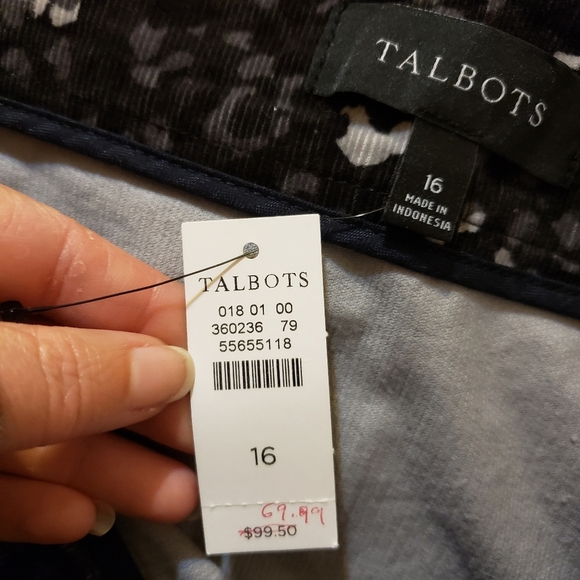 TALBOTS
16
MADE IN
INDONESIA
TALBOTS
018 01 00
360236 79
55655118
16
69.99
$99.50